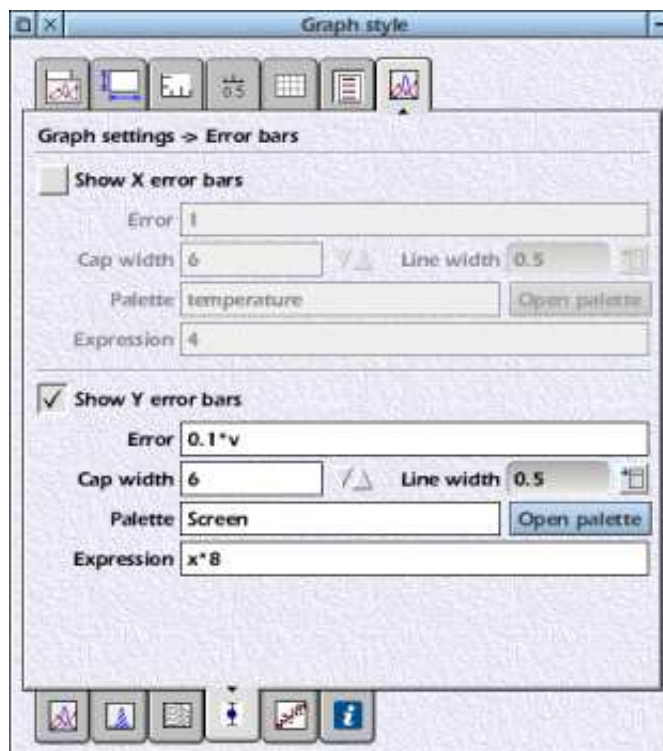 Graph style
0.5
Graph settings -> Error bars
Show X error bars
Error 1
Cap width 6 Line width 0.5
Palette temperature Open palette
Expression 4
Show Y error bars
Error 0.1*v
Cap width 6 Line width 0.5
Palette Screen Open palette
Expression x*8
i